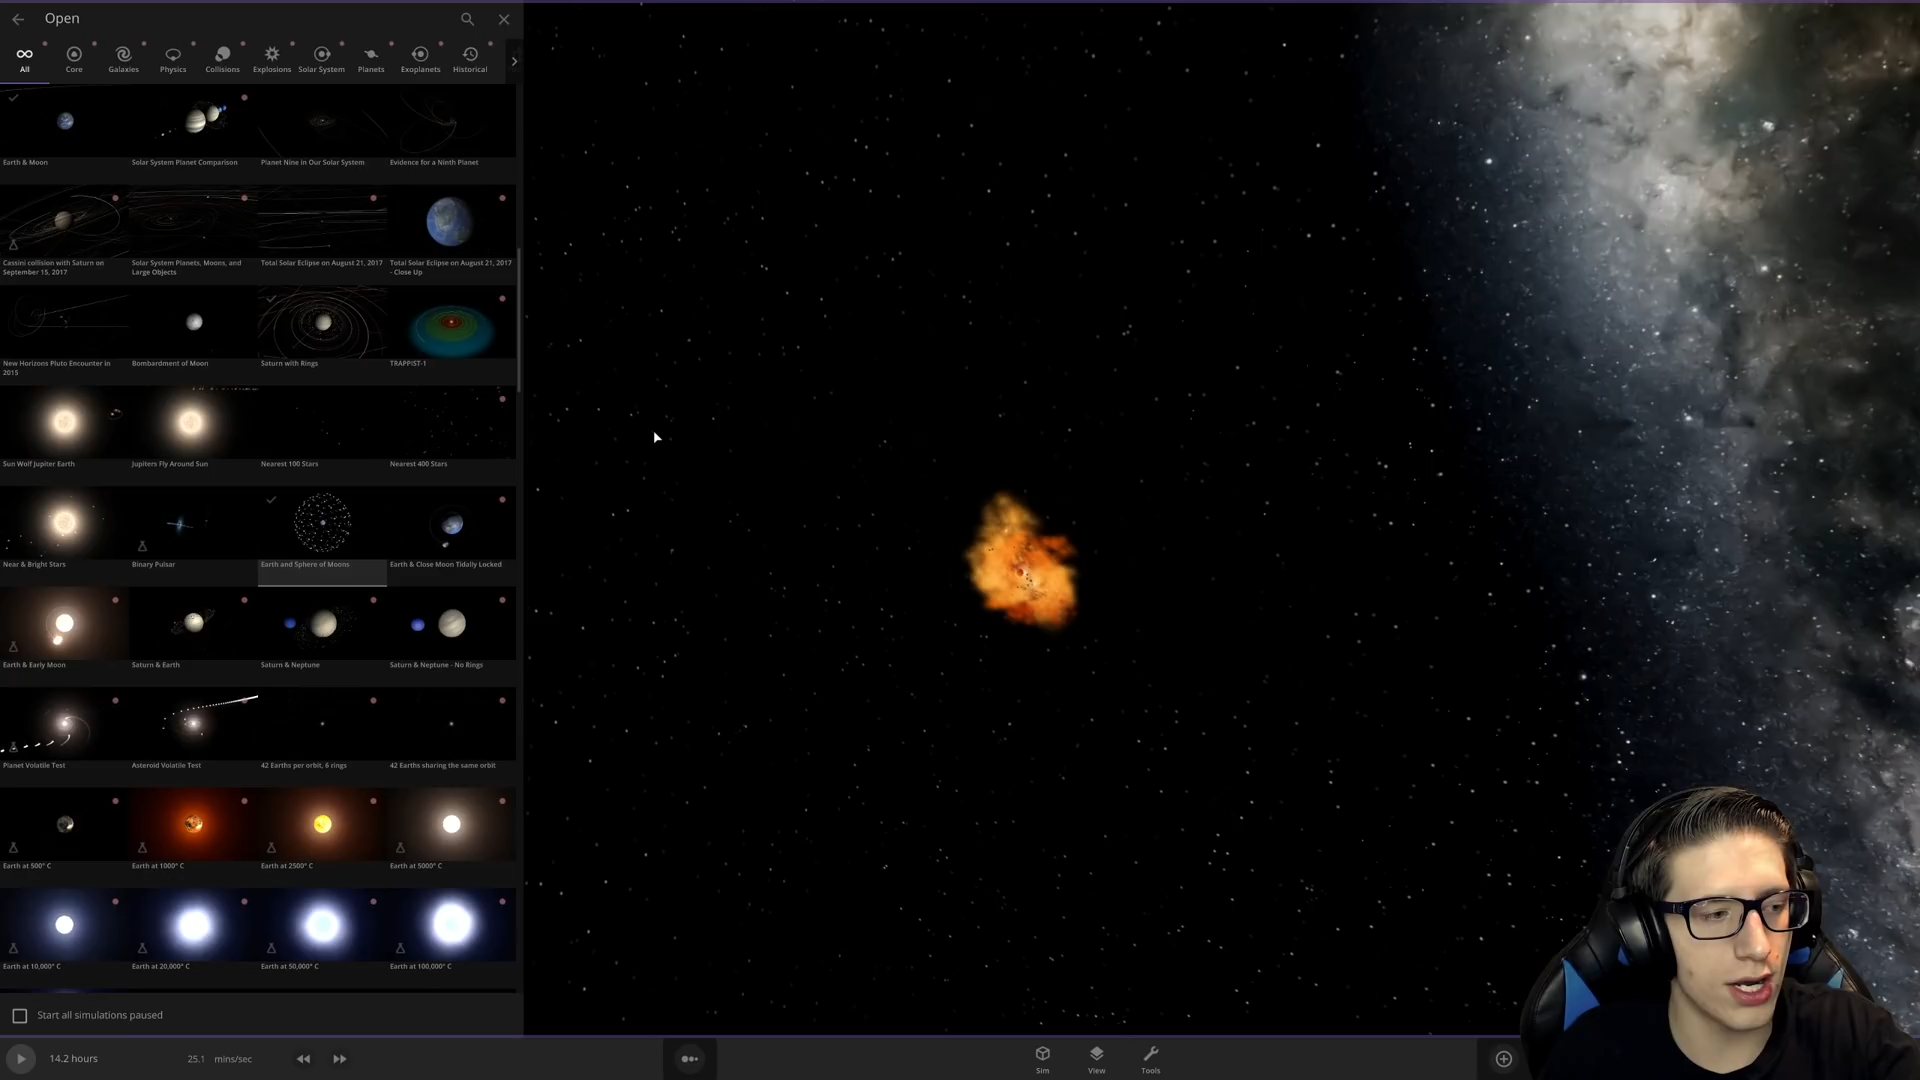 Open
All
Core
Galaxies
Physics
Collisions
Explosions
Solar System
Planets
Exoplanets
Historical
Earth & Moon
Solar System Planet Comparison
Planet Nine in Our Solar System
Evidence for a Ninth Planet
Cassini collision with Saturn on
September 15, 2017
Solar System Planets, Moons, and
Large Objects
Total Solar Eclipse on August 21, 2017
Total Solar Eclipse on August 21, 2017
- Close Up
New Horizons Pluto Encounter in
2015
Bombardment of Moon
Saturn with Rings
TRAPPIST-1
Sun Wolf Jupiter Earth
Jupiters Fly Around Sun
Nearest 100 Stars
Nearest 400 Stars
Near & Bright Stars
Binary Pulsar
Earth and Sphere of Moons
Earth & Close Moon Tidally Locked
Earth & Early Moon
Saturn & Earth
Saturn & Neptune
Saturn & Neptune - No Rings
Planet Volatile Test
Asteroid Volatile Test
42 Earths per orbit, 6 rings
42 Earths sharing the same orbit
Earth at 500° C
Earth at 1000° C
Earth at 2500° C
Earth at 5000° C
Earth at 10,000° C
Earth at 20,000° C
Earth at 50,000° C
Earth at 100,000° C
Start all simulations paused
14.2 hours
25.1 mins/sec
Sim
View
Tools